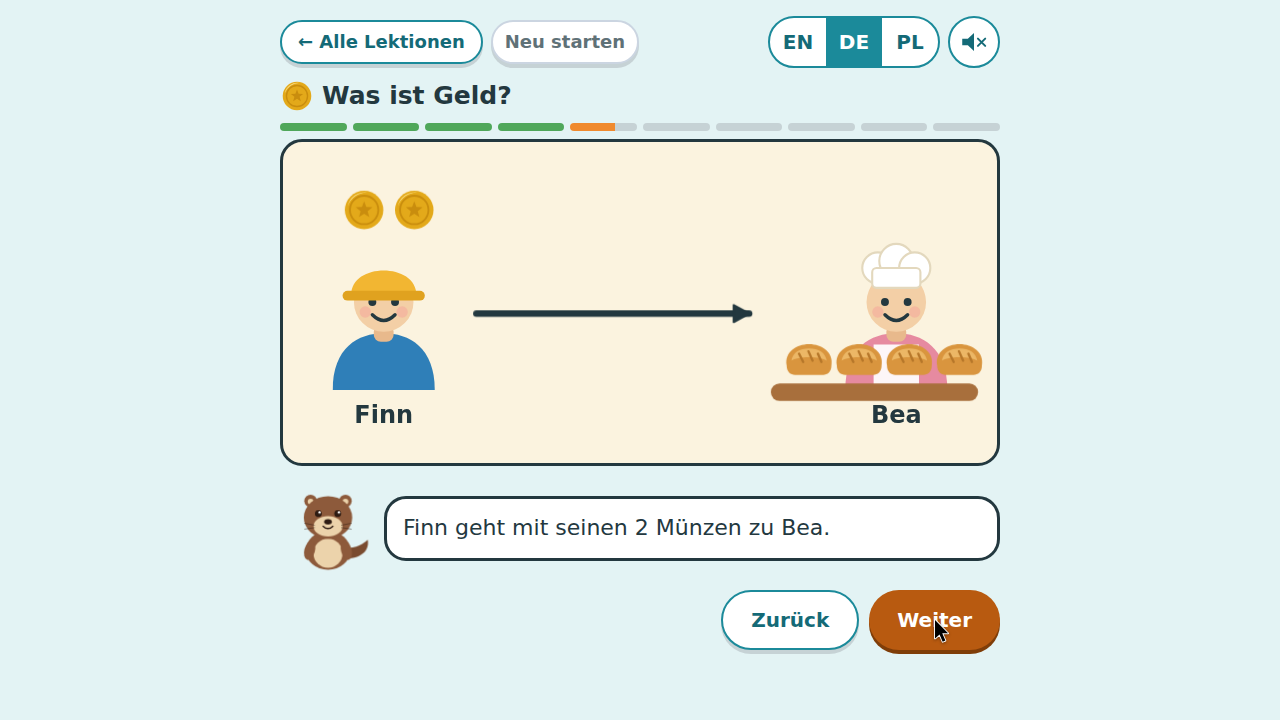 ← Alle Lektionen
Neu starten
EN DE PL
Was ist Geld?
Finn
Bea
Finn geht mit seinen 2 Münzen zu Bea.
Zurück
Weiter